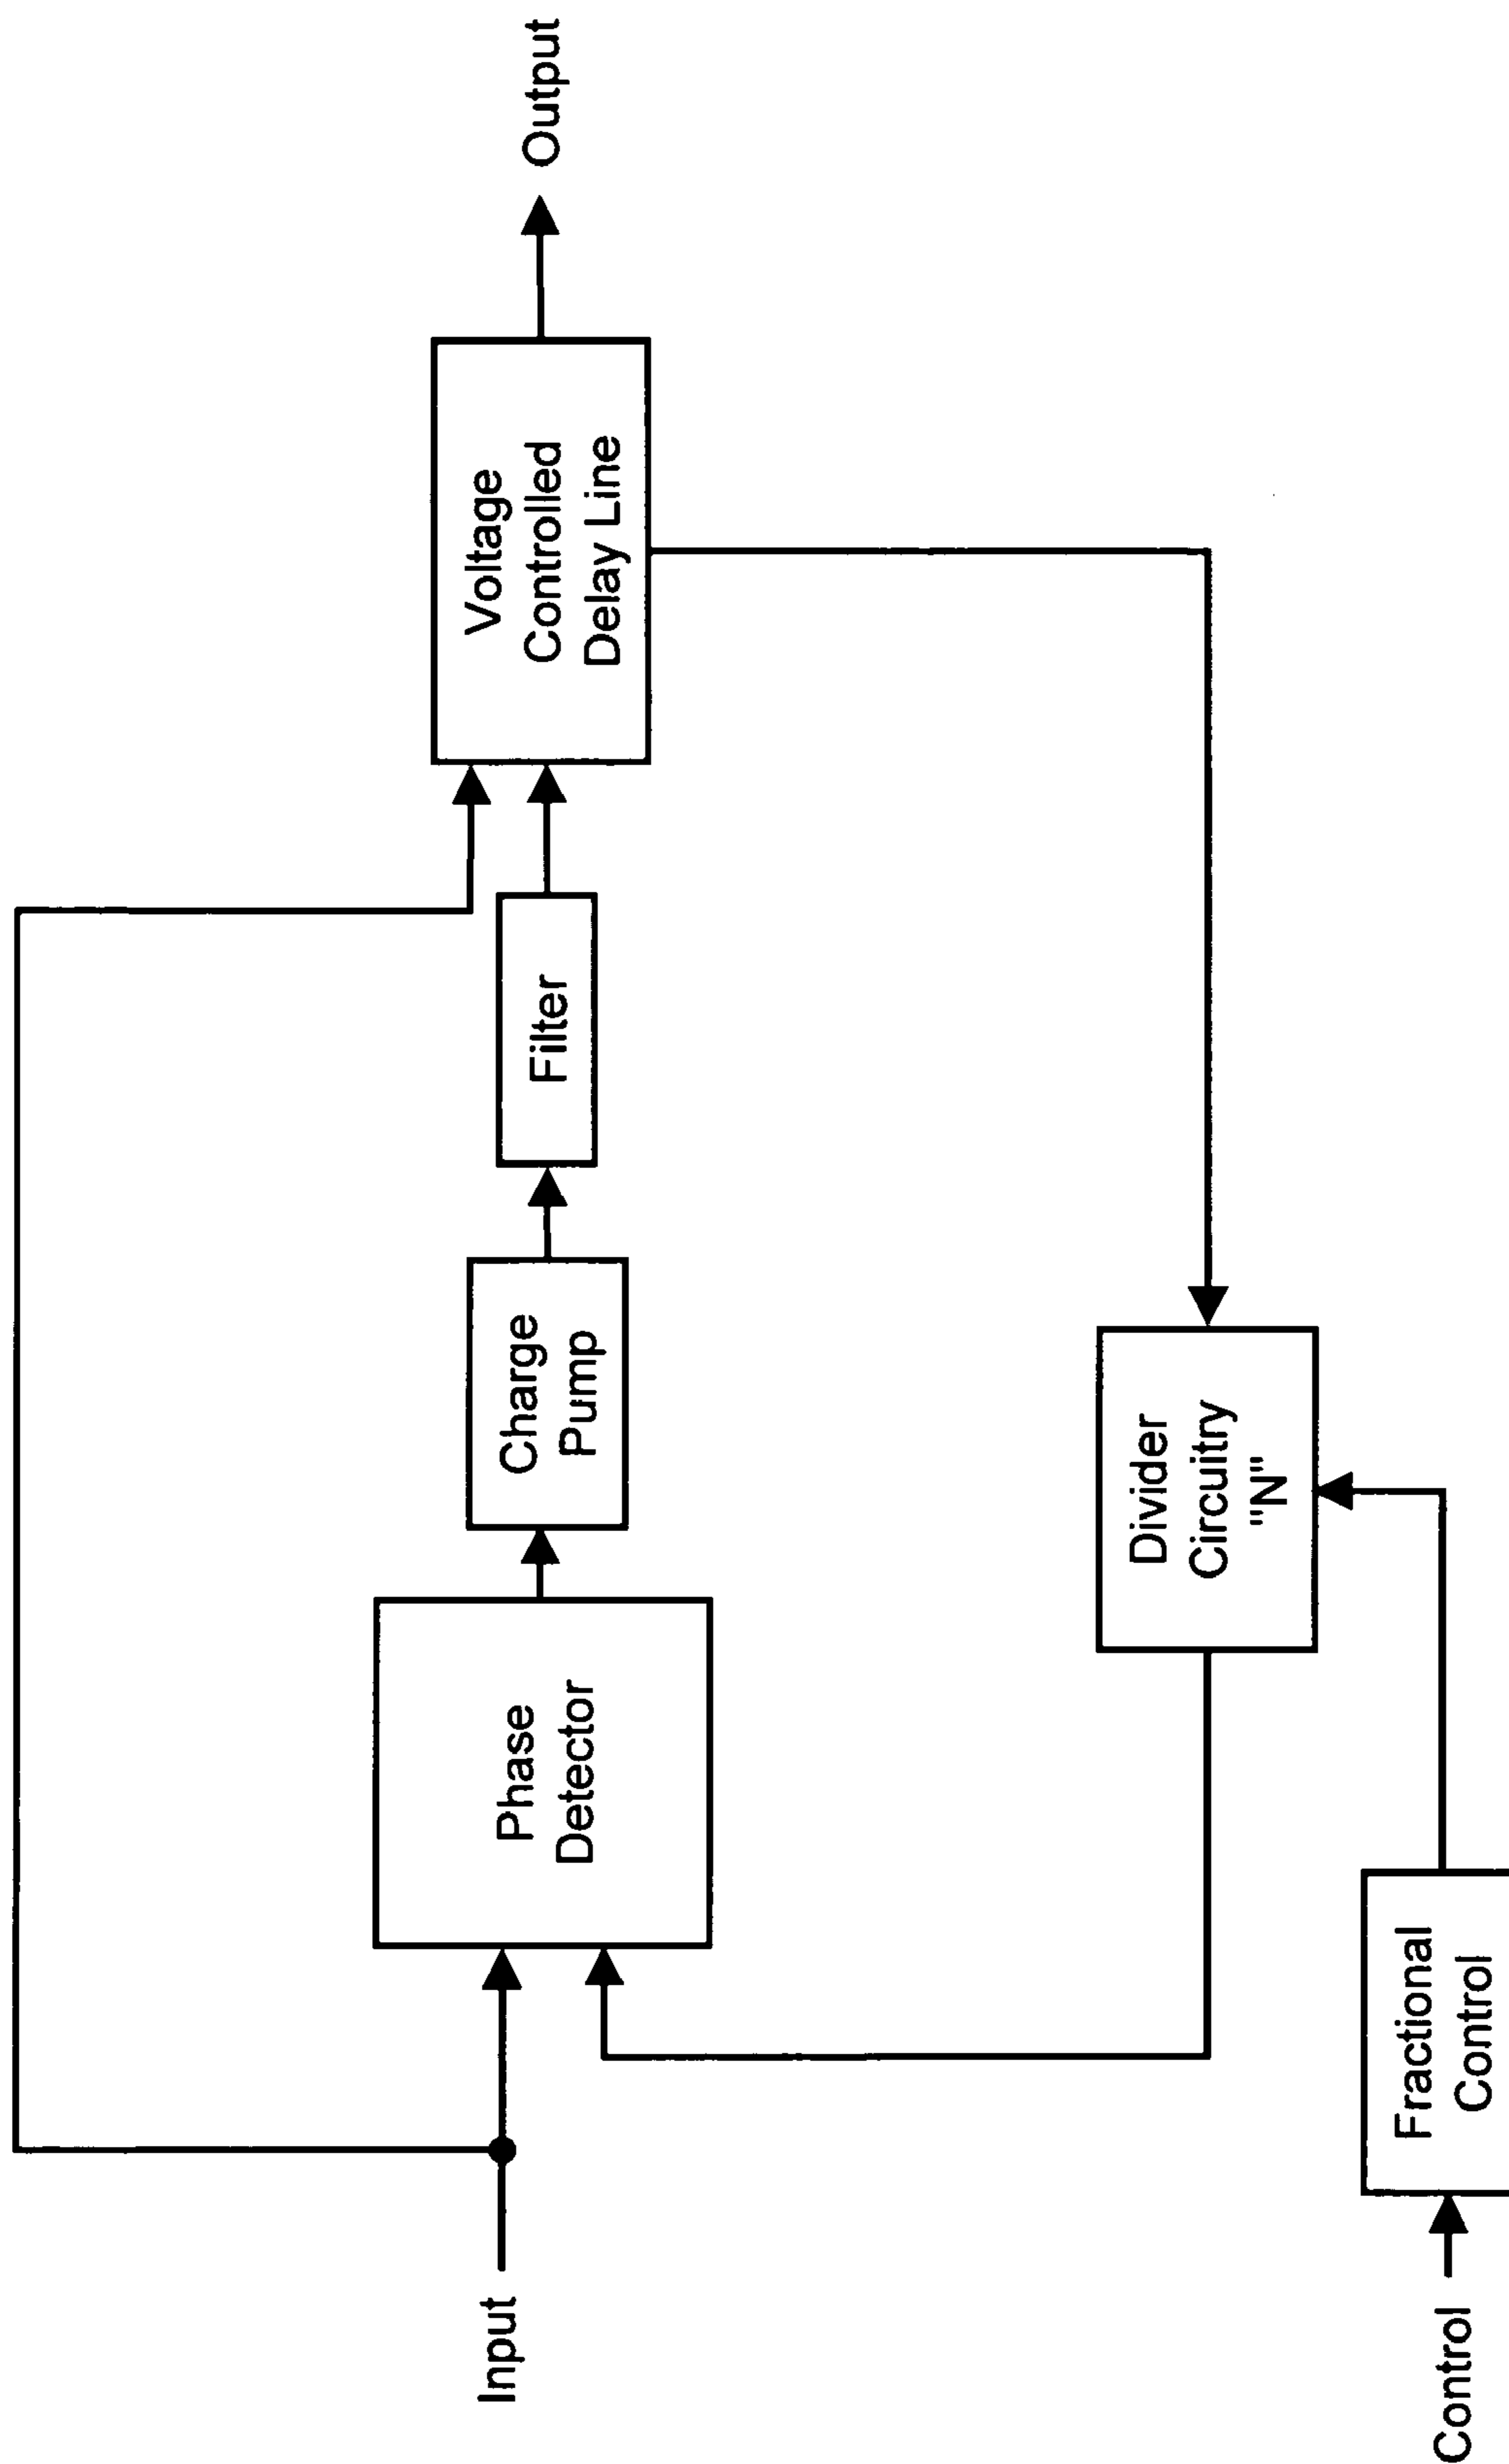 Input
Phase
Detector
Charge
Pump
Filter
Voltage
Controlled
Delay Line
Output
Divider
Circuitry
"N"
Control
Fractional
Control